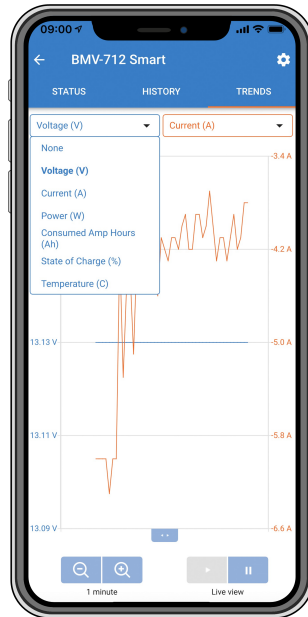 09:00
BMV-712 Smart
STATUS HISTORY TRENDS
Voltage (V) Current (A)
None
Voltage (V)
Current (A)
Power (W)
Consumed Amp Hours
(Ah)
State of Charge (%)
Temperature (C)
-3.4 A
-4.2 A
13.13 V -5.0 A
13.11 V -5.8 A
13.09 V -6.6 A
1 minute Live view